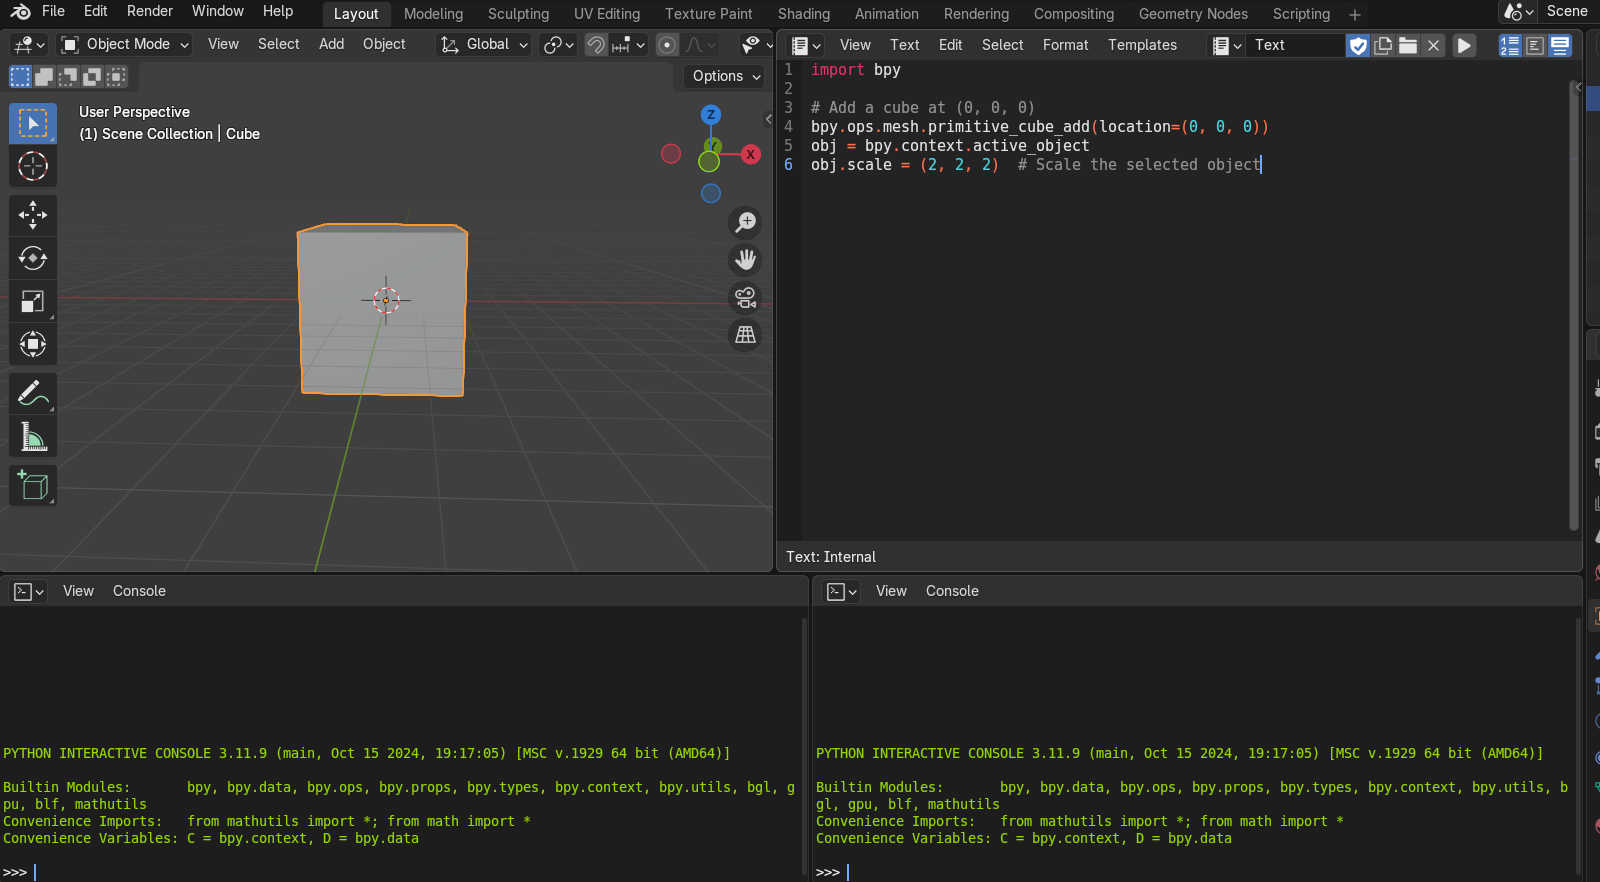 File Edit Render Window Help Layout Modeling Sculpting UV Editing Texture Paint Shading Animation Rendering Compositing Geometry Nodes Scripting + Scene
Object Mode View Select Add Object Global
Options
User Perspective
(1) Scene Collection | Cube
Z
Y
X
View Text Edit Select Format Templates Text
1 import bpy
2
3 # Add a cube at (0, 0, 0)
4 bpy.ops.mesh.primitive_cube_add(location=(0, 0, 0))
5 obj = bpy.context.active_object
6 obj.scale = (2, 2, 2)  # Scale the selected object
Text: Internal
View Console
PYTHON INTERACTIVE CONSOLE 3.11.9 (main, Oct 15 2024, 19:17:05) [MSC v.1929 64 bit (AMD64)]
Builtin Modules:       bpy, bpy.data, bpy.ops, bpy.props, bpy.types, bpy.context, bpy.utils, bgl, g
pu, blf, mathutils
Convenience Imports:   from mathutils import *; from math import *
Convenience Variables: C = bpy.context, D = bpy.data
>>>
View Console
PYTHON INTERACTIVE CONSOLE 3.11.9 (main, Oct 15 2024, 19:17:05) [MSC v.1929 64 bit (AMD64)]
Builtin Modules:       bpy, bpy.data, bpy.ops, bpy.props, bpy.types, bpy.context, bpy.utils, b
gl, gpu, blf, mathutils
Convenience Imports:   from mathutils import *; from math import *
Convenience Variables: C = bpy.context, D = bpy.data
>>>